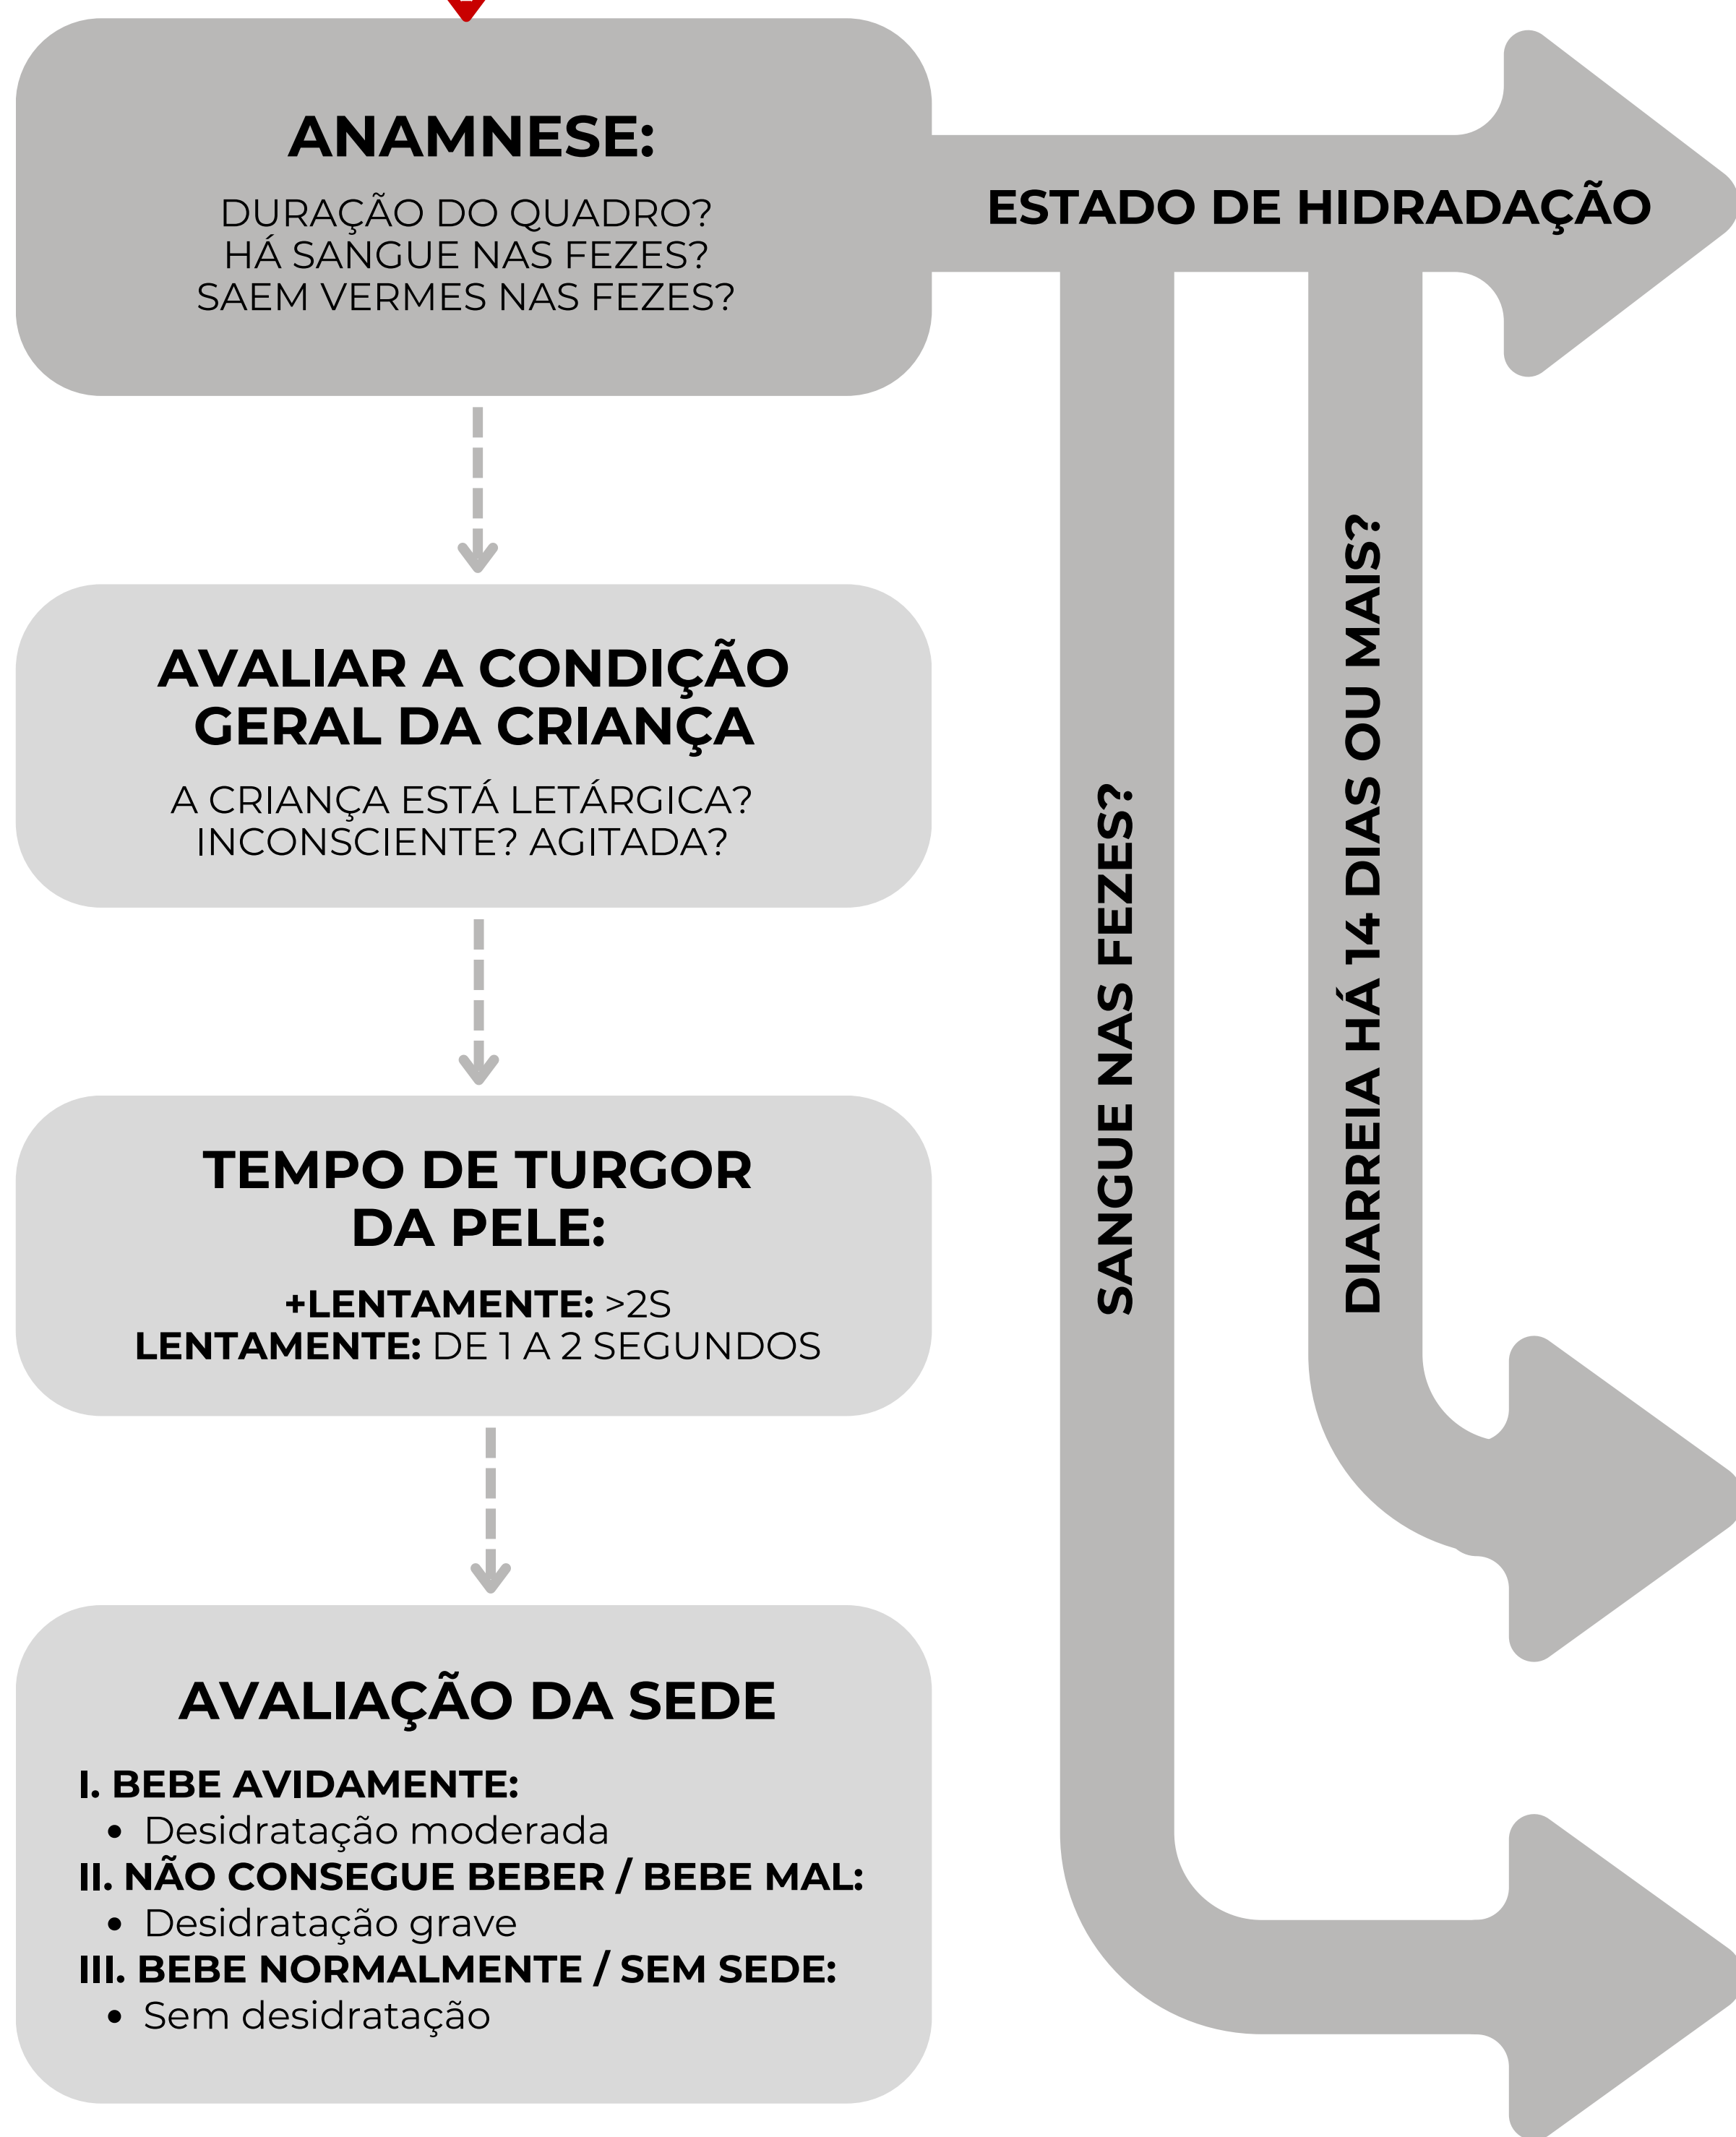 ANAMNESE:
DURAÇÃO DO QUADRO?
HÁ SANGUE NAS FEZES?
SAEM VERMES NAS FEZES?
ESTADO DE HIDRADAÇÃO
AVALIAR A CONDIÇÃO
GERAL DA CRIANÇA
A CRIANÇA ESTÁ LETÁRGICA?
INCONSCIENTE? AGITADA?
TEMPO DE TURGOR
DA PELE:
+LENTAMENTE: >2S
LENTAMENTE: DE 1 A 2 SEGUNDOS
AVALIAÇÃO DA SEDE
I. BEBE AVIDAMENTE:
• Desidratação moderada
II. NÃO CONSEGUE BEBER / BEBE MAL:
• Desidratação grave
III. BEBE NORMALMENTE / SEM SEDE:
• Sem desidratação
SANGUE NAS FEZES?
DIARREIA HÁ 14 DIAS OU MAIS?